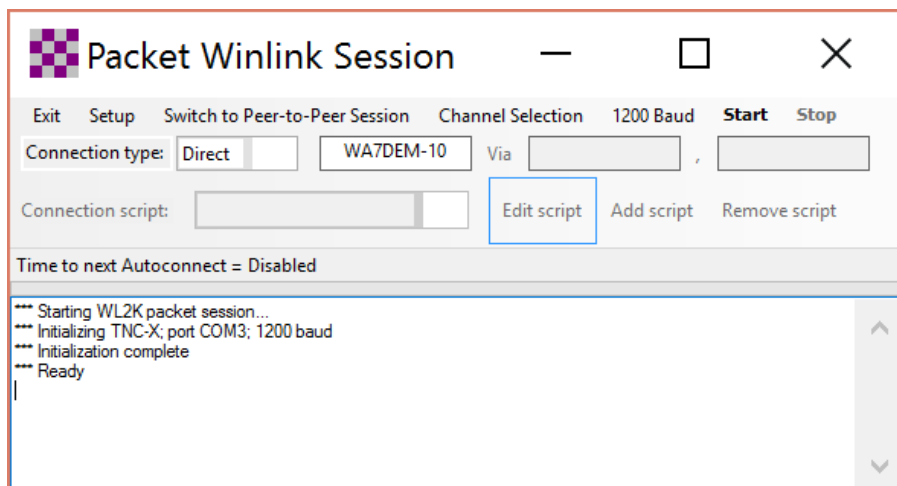 Packet Winlink Session
Exit Setup Switch to Peer-to-Peer Session Channel Selection 1200 Baud Start Stop
Connection type: Direct WA7DEM-10 Via ,
Connection script: Edit script Add script Remove script
Time to next Autoconnect = Disabled
*** Starting WL2K packet session...
*** Initializing TNC-X; port COM3; 1200 baud
*** Initialization complete
*** Ready